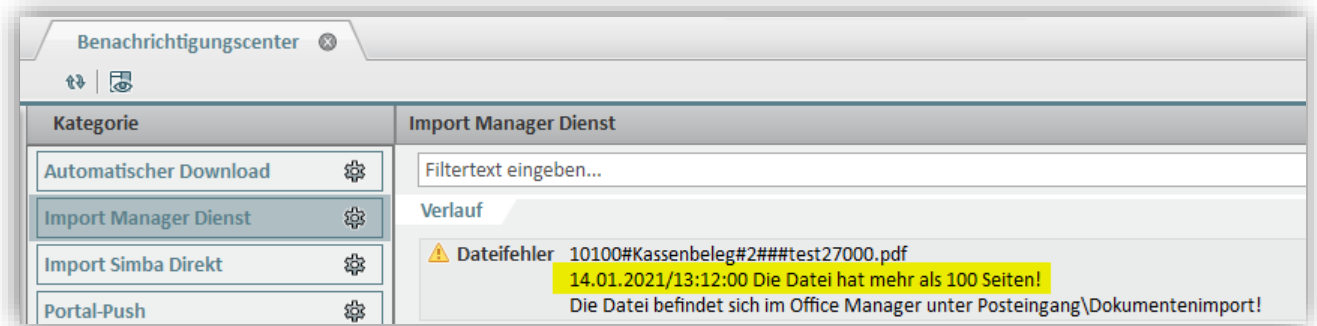 Benachrichtigungscenter
Kategorie
Import Manager Dienst
Automatischer Download
Filtertext eingeben...
Import Manager Dienst
Verlauf
Import Simba Direkt
Dateifehler 10100#Kassenbeleg#2###test27000.pdf
14.01.2021/13:12:00 Die Datei hat mehr als 100 Seiten!
Portal-Push
Die Datei befindet sich im Office Manager unter Posteingang\Dokumentenimport!